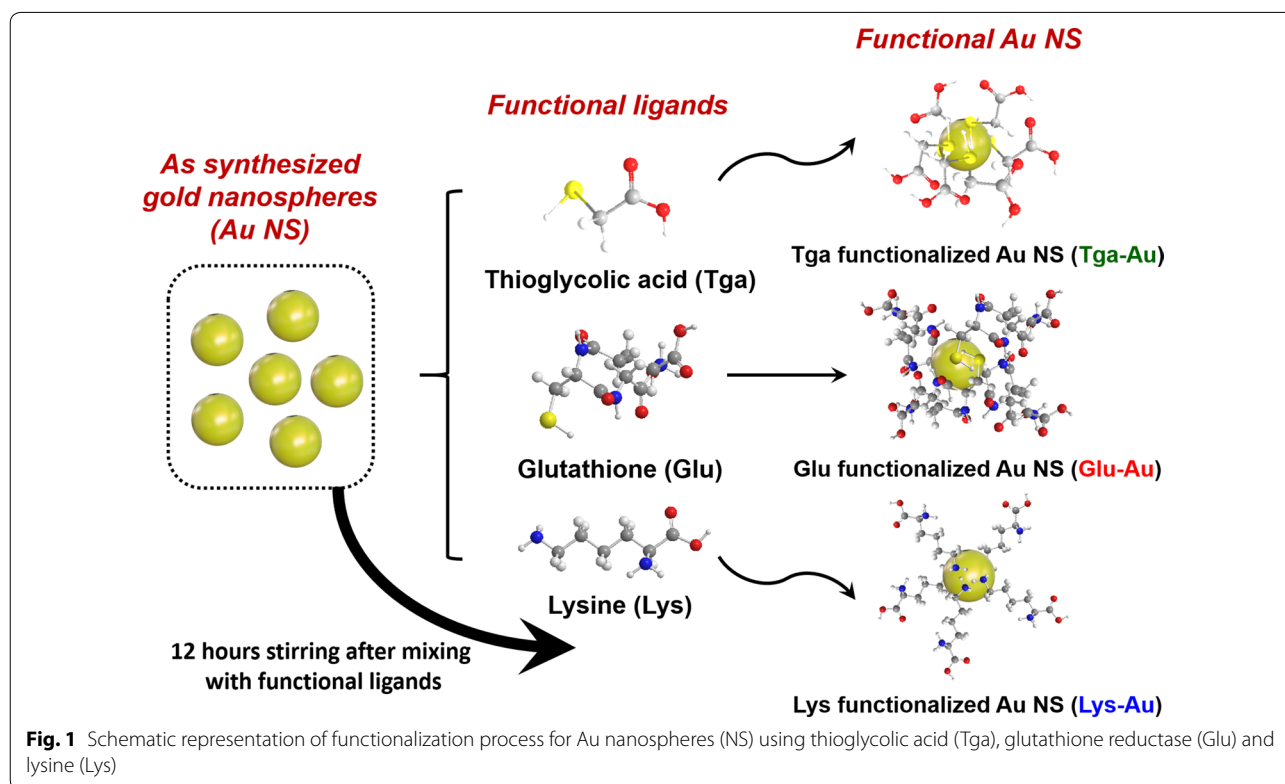 As synthesized
gold nanospheres
(Au NS)
12 hours stirring after mixing
with functional ligands
Functional ligands
Thioglycolic acid (Tga)
Glutathione (Glu)
Lysine (Lys)
Functional Au NS
Tga functionalized Au NS (Tga-Au)
Glu functionalized Au NS (Glu-Au)
Lys functionalized Au NS (Lys-Au)
Fig. 1 Schematic representation of functionalization process for Au nanospheres (NS) using thioglycolic acid (Tga), glutathione reductase (Glu) and
lysine (Lys)